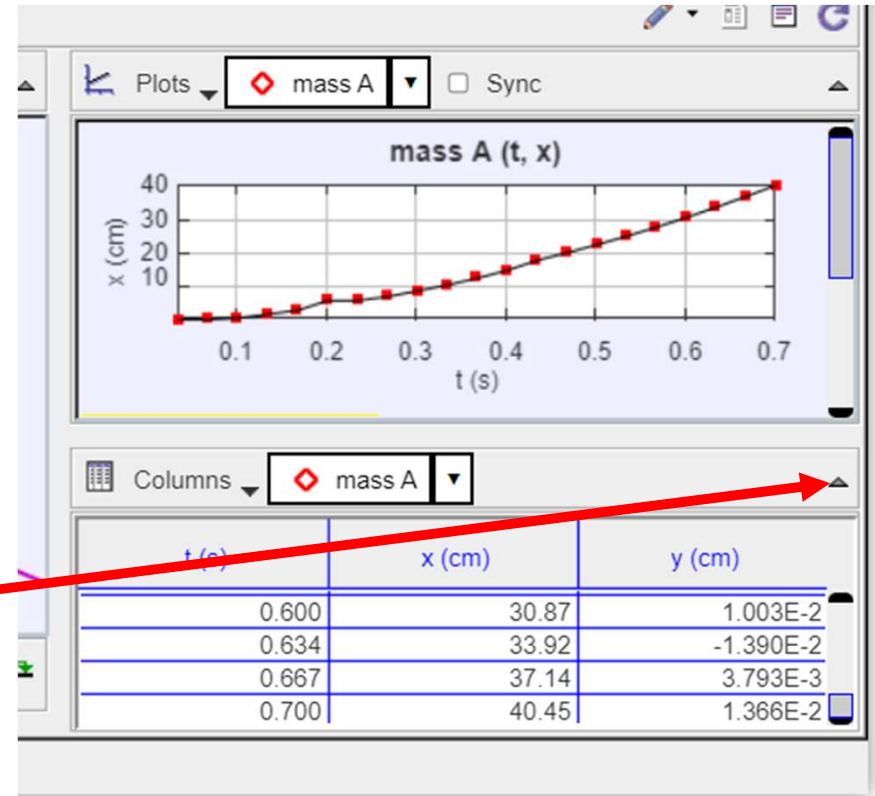 Plots mass A Sync
mass A (t, x)
40
30
20
10
x (cm)
0.1 0.2 0.3 0.4 0.5 0.6 0.7
t (s)
Columns mass A
t (s) x (cm) y (cm)
0.600 30.87 1.003E-2
0.634 33.92 -1.390E-2
0.667 37.14 3.793E-3
0.700 40.45 1.366E-2